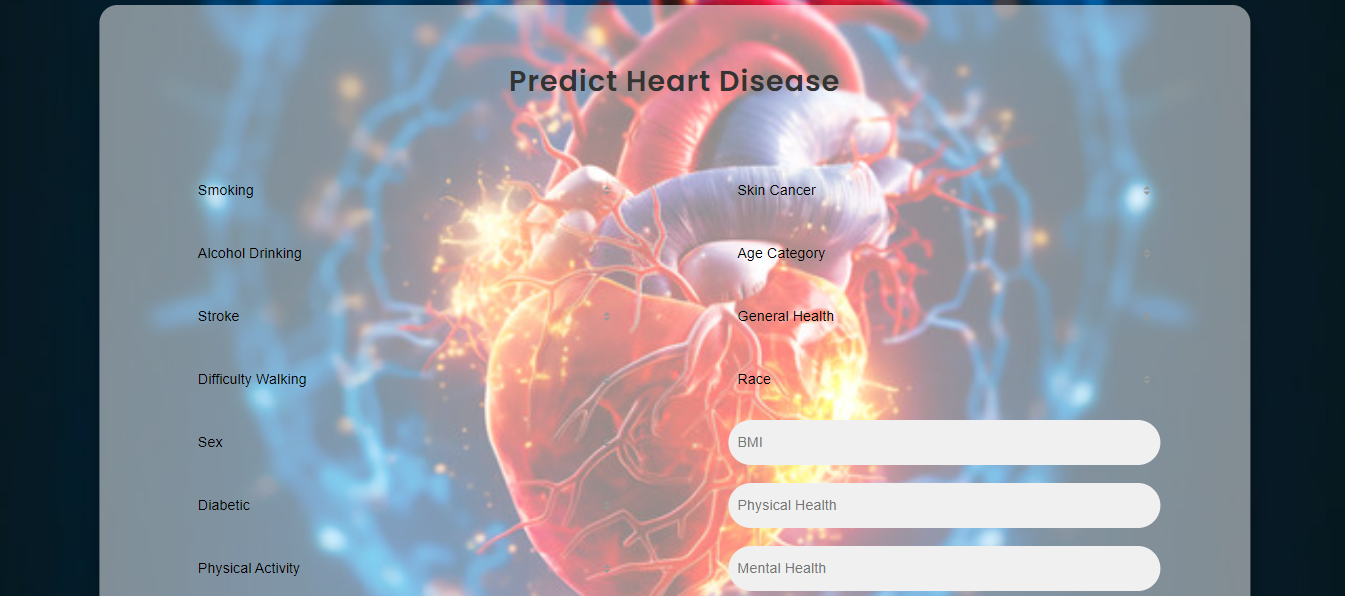 Predict Heart Disease
Smoking
Skin Cancer
Alcohol Drinking
Age Category
Stroke
General Health
Difficulty Walking
Race
Sex
BMI
Diabetic
Physical Health
Physical Activity
Mental Health